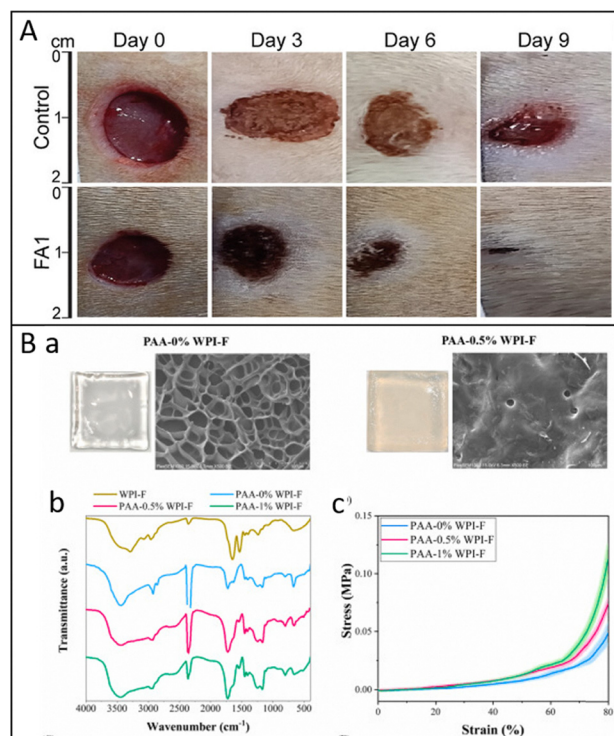 A
cm
Day 0
Day 3
Day 6
Day 9
0
1
2
Control
0
1
2
FA1
B a
PAA-0% WPI-F
PAA-0.5% WPI-F
b
WPI-F
PAA-0% WPI-F
PAA-0.5% WPI-F
PAA-1% WPI-F
Transmittance (a.u.)
4000 3500 3000 2500 2000 1500 1000 500
Wavenumber (cm⁻¹)
c
PAA-0% WPI-F
PAA-0.5% WPI-F
PAA-1% WPI-F
Stress (MPa)
0.15
0.10
0.05
0.00
0 20 40 60 80
Strain (%)